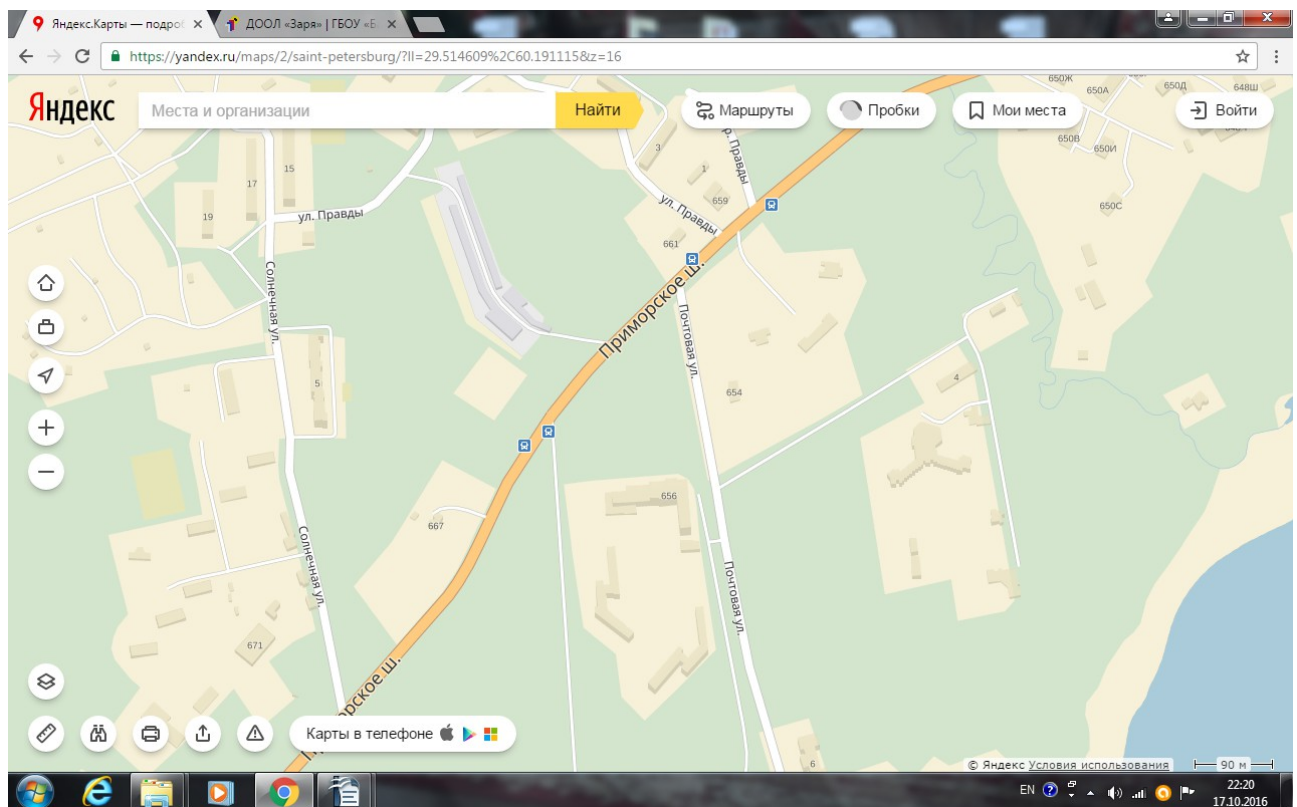 Яндекс.Карты — подроб
ДООЛ «Заря» | ГБОУ «Б
https://yandex.ru/maps/2/saint-petersburg/?ll=29.514609%2C60.191115&z=16
Яндекс
Места и организации
Найти
Маршруты
Пробки
Мои места
Войти
650Ж
650А
650Д
648Ш
650В
650И
650С
3
1
р. Правды
659
ул. Правды
661
15
17
19
ул. Правды
Солнечная ул.
5
Приморское ш.
Почтовая ул.
654
4
656
667
Солнечная ул.
Почтовая ул.
671
6
Карты в телефоне
© Яндекс Условия использования
90 м
EN
22:20
17.10.2016